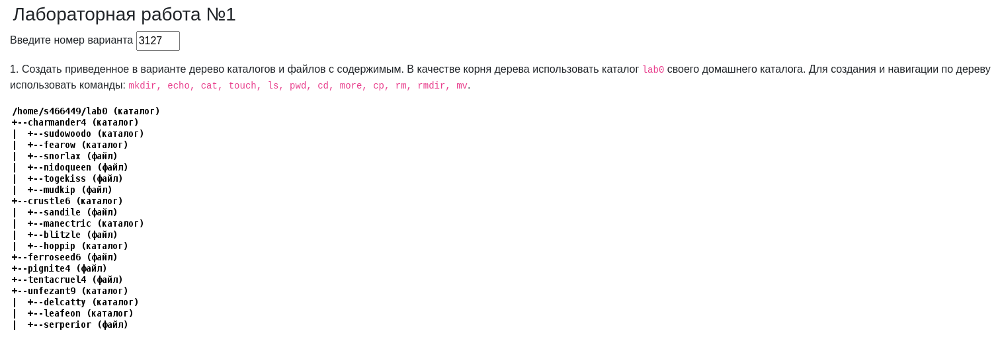 Лабораторная работа №1
Введите номер варианта 3127
1. Создать приведенное в варианте дерево каталогов и файлов с содержимым. В качестве корня дерева использовать каталог lab0 своего домашнего каталога. Для создания и навигации по дереву
использовать команды: mkdir, echo, cat, touch, ls, pwd, cd, more, cp, rm, rmdir, mv.
/home/s466449/lab0 (каталог)
+--charmander4 (каталог)
|  +--sudowoodo (каталог)
|  +--fearow (каталог)
|  +--snorlax (файл)
|  +--nidoqueen (файл)
|  +--togekiss (файл)
|  +--mudkip (файл)
+--crustle6 (каталог)
|  +--sandile (файл)
|  +--manectric (каталог)
|  +--blitzle (файл)
|  +--hoppip (каталог)
+--ferroseed6 (файл)
+--pignite4 (файл)
+--tentacruel4 (файл)
+--unfezant9 (каталог)
|  +--delcatty (каталог)
|  +--leafeon (каталог)
|  +--serperior (файл)